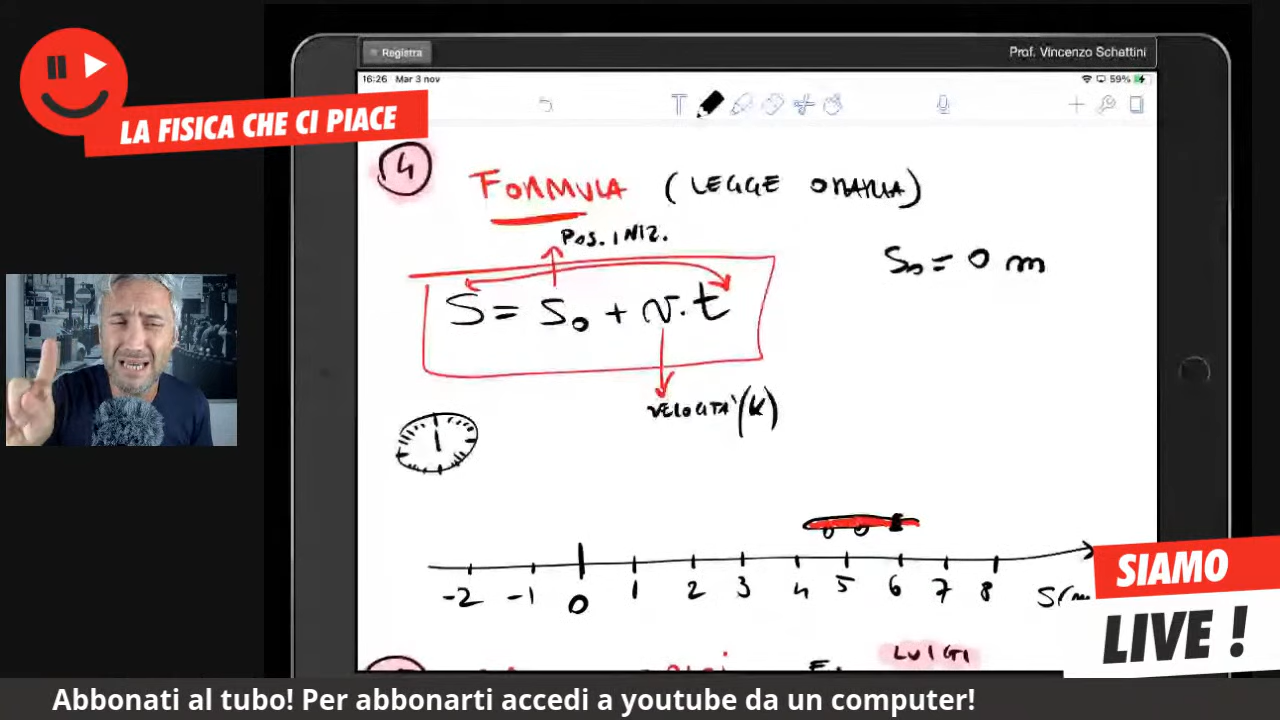 Registra
Prof. Vincenzo Schettini
16:26 Mar 3 nov
59%
LA FISICA CHE CI PIACE
4
FORMULA (LEGGE ORARIA)
POS. INIZ.
S = S₀ + v·t
S₀ = 0 m
VELOCITA' (K)
-2 -1 0 1 2 3 4 5 6 7 8 S(m
LUIGI
SIAMO
LIVE !
Abbonati al tubo! Per abbonarti accedi a youtube da un computer!